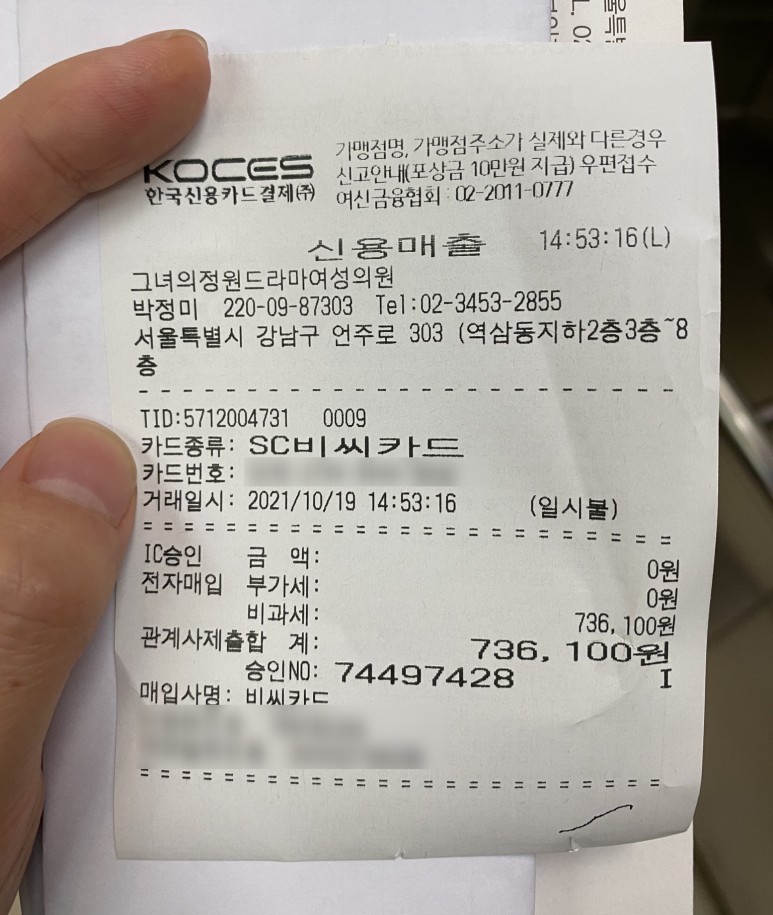 KOCES
한국신용카드결제㈜
가맹점명, 가맹점주소가 실제와 다른경우
신고안내(포상금 10만원 지급) 우편접수
여신금융협회 : 02-2011-0777
신용매출 14:53:16(L)
그녀의정원드라마여성의원
박정미 220-09-87303 Tel:02-3453-2855
서울특별시 강남구 언주로 303 (역삼동지하2층3층~8
층
TID:5712004731 0009
카드종류: SC비씨카드
카드번호:
거래일시: 2021/10/19 14:53:16 (일시불)
IC승인 금 액: 0원
전자매입 부가세: 0원
비과세: 736,100원
관계사제출합 계: 736,100원
승인NO: 74497428 I
매입사명: 비씨카드